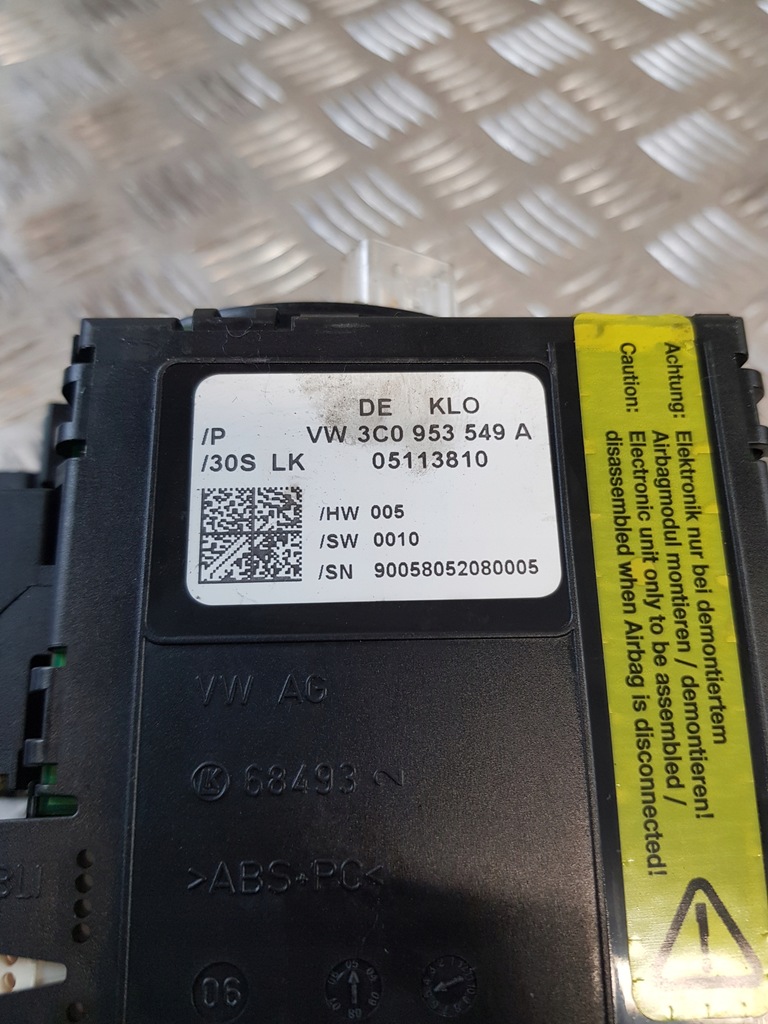 DE KLO
/P VW 3C0 953 549 A
/30S LK 05113810
/HW 005
/SW 0010
/SN 90058052080005
VW AG
LK 68493 2
>ABS+PC<
06
Achtung: Elektronik nur bei demontiertem
Airbagmodul montieren / demontieren!
Caution: Electronic unit only to be assembled /
disassembled when Airbag is disconnected!